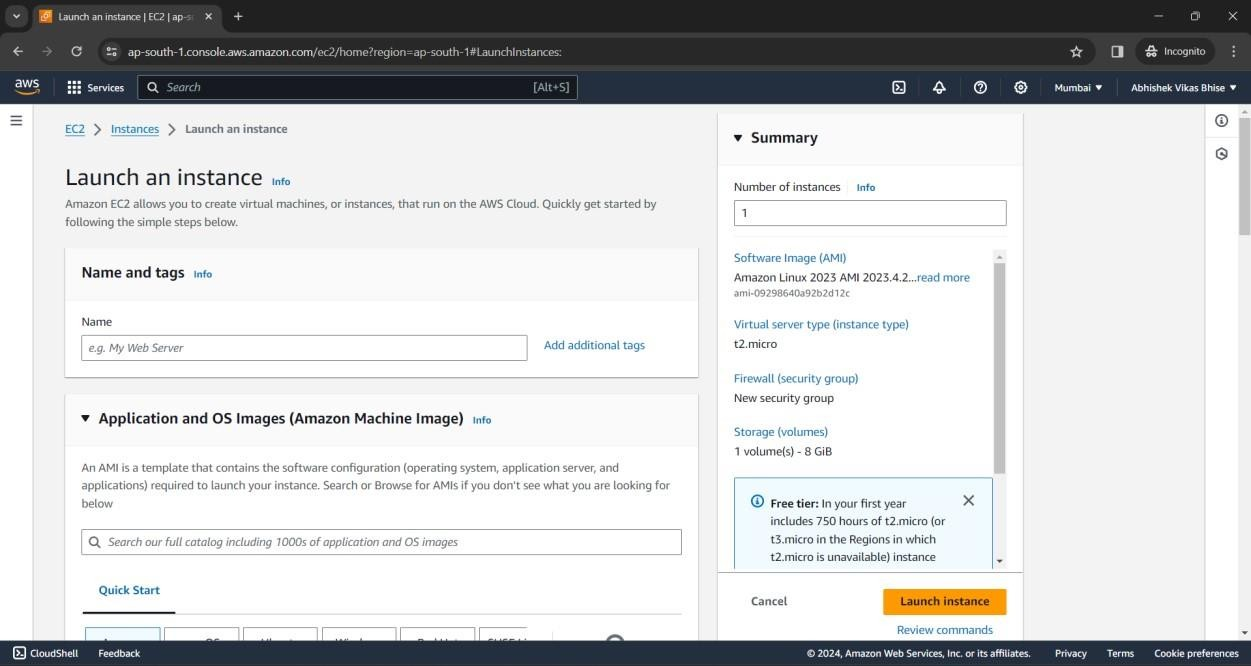 Launch an instance | EC2 | ap-s
ap-south-1.console.aws.amazon.com/ec2/home?region=ap-south-1#LaunchInstances:
Incognito
aws
Services
Search
[Alt+S]
Mumbai
Abhishek Vikas Bhise
EC2
Instances
Launch an instance
Launch an instance Info
Amazon EC2 allows you to create virtual machines, or instances, that run on the AWS Cloud. Quickly get started by
following the simple steps below.
Name and tags Info
Name
e.g. My Web Server
Add additional tags
Application and OS Images (Amazon Machine Image) Info
An AMI is a template that contains the software configuration (operating system, application server, and
applications) required to launch your instance. Search or Browse for AMIs if you don't see what you are looking for
below
Search our full catalog including 1000s of application and OS images
Quick Start
Summary
Number of instances Info
1
Software Image (AMI)
Amazon Linux 2023 AMI 2023.4.2...read more
ami-09298640a92b2d12c
Virtual server type (instance type)
t2.micro
Firewall (security group)
New security group
Storage (volumes)
1 volume(s) - 8 GiB
Free tier: In your first year
includes 750 hours of t2.micro (or
t3.micro in the Regions in which
t2.micro is unavailable) instance
Cancel
Launch instance
Review commands
CloudShell
Feedback
© 2024, Amazon Web Services, Inc. or its affiliates.
Privacy
Terms
Cookie preferences